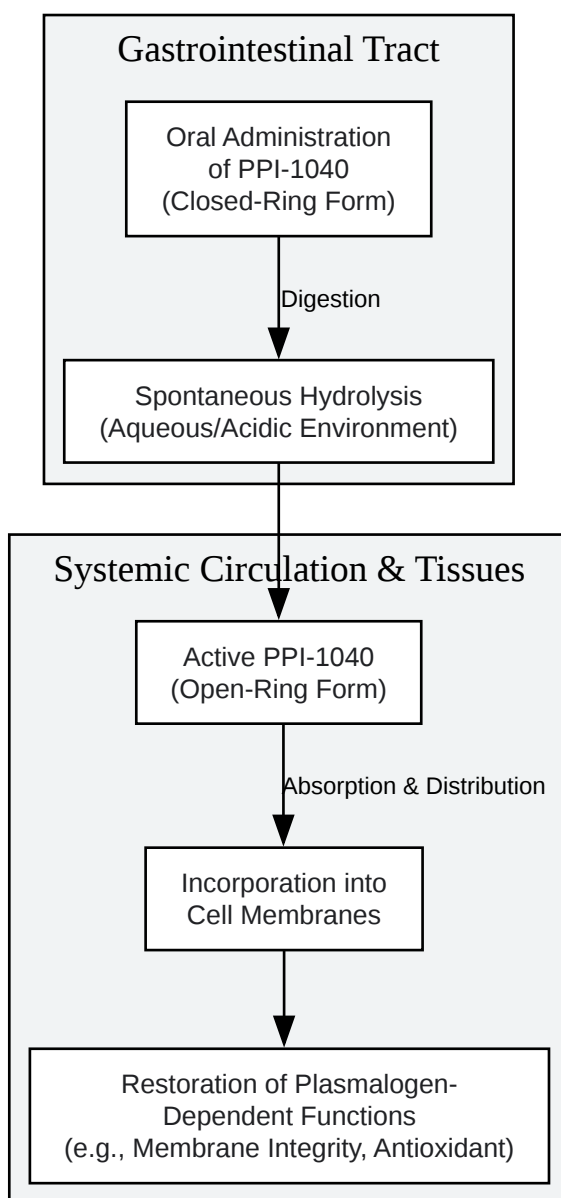 Gastrointestinal Tract
Oral Administration
of PPI-1040
(Closed-Ring Form)
Digestion
Spontaneous Hydrolysis
(Aqueous/Acidic Environment)
Systemic Circulation & Tissues
Active PPI-1040
(Open-Ring Form)
Absorption & Distribution
Incorporation into
Cell Membranes
Restoration of Plasmalogen-
Dependent Functions
(e.g., Membrane Integrity, Antioxidant)